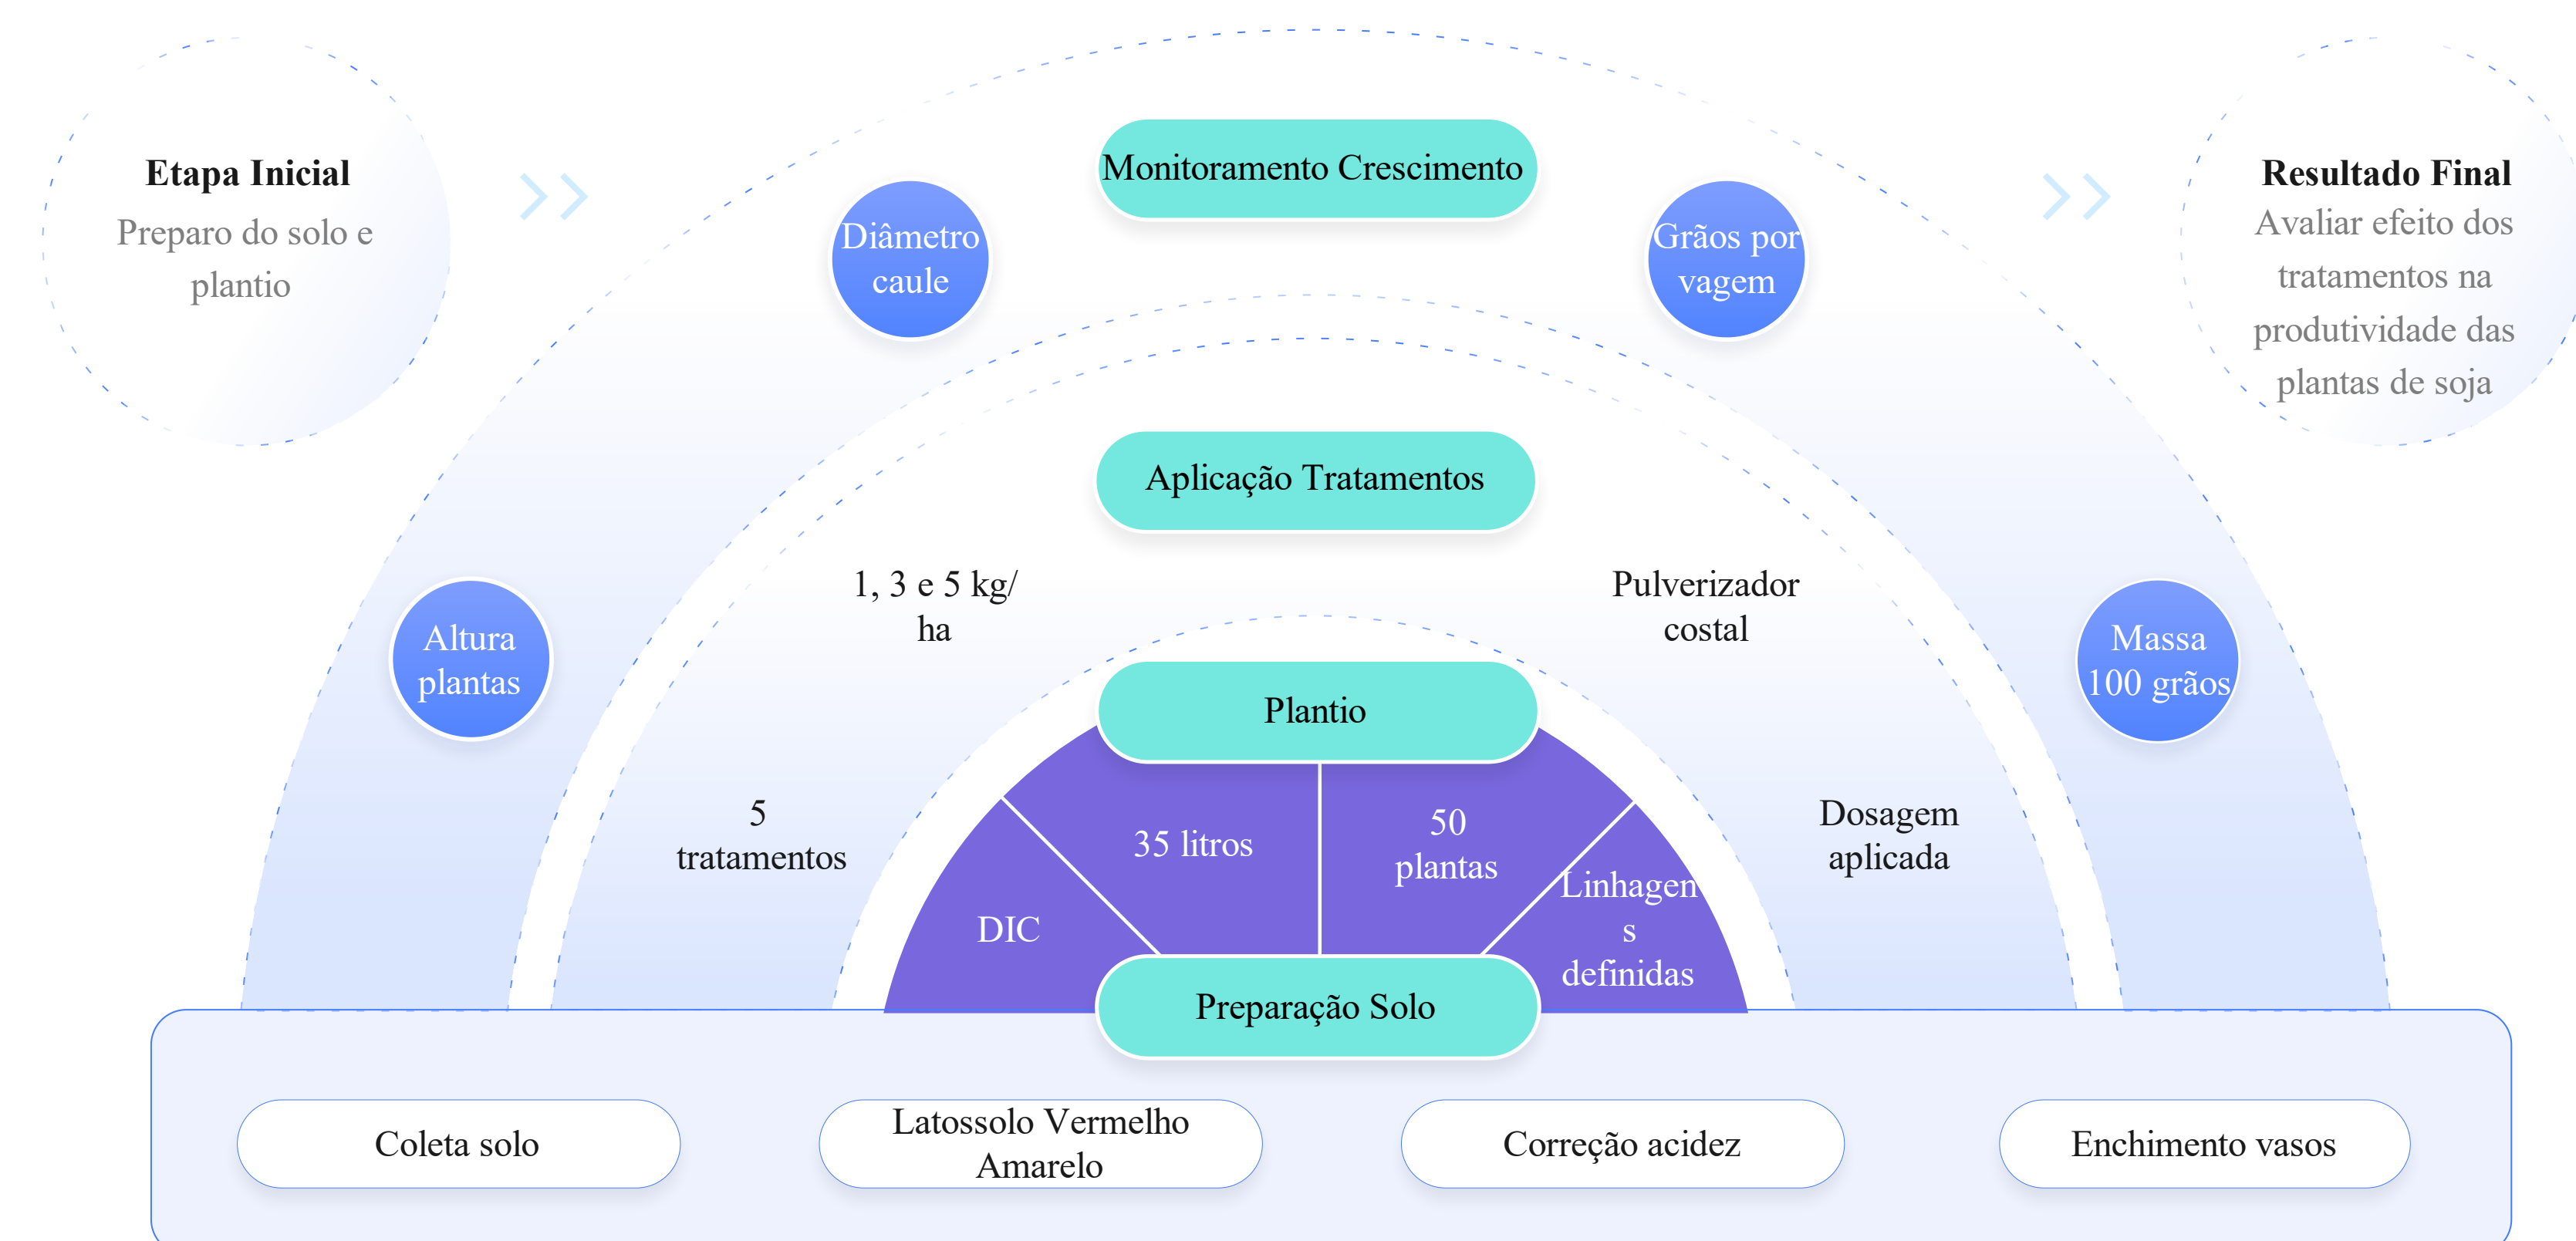 Etapa Inicial
Preparo do solo e
plantio
Resultado Final
Avaliar efeito dos
tratamentos na
produtividade das
plantas de soja
Monitoramento Crescimento
Diâmetro
caule
Grãos por
vagem
Altura
plantas
Massa
100 grãos
Aplicação Tratamentos
1, 3 e 5 kg/
ha
Pulverizador
costal
5
tratamentos
Dosagem
aplicada
Plantio
DIC
35 litros
50
plantas
Linhagen
s
definidas
Preparação Solo
Coleta solo
Latossolo Vermelho
Amarelo
Correção acidez
Enchimento vasos